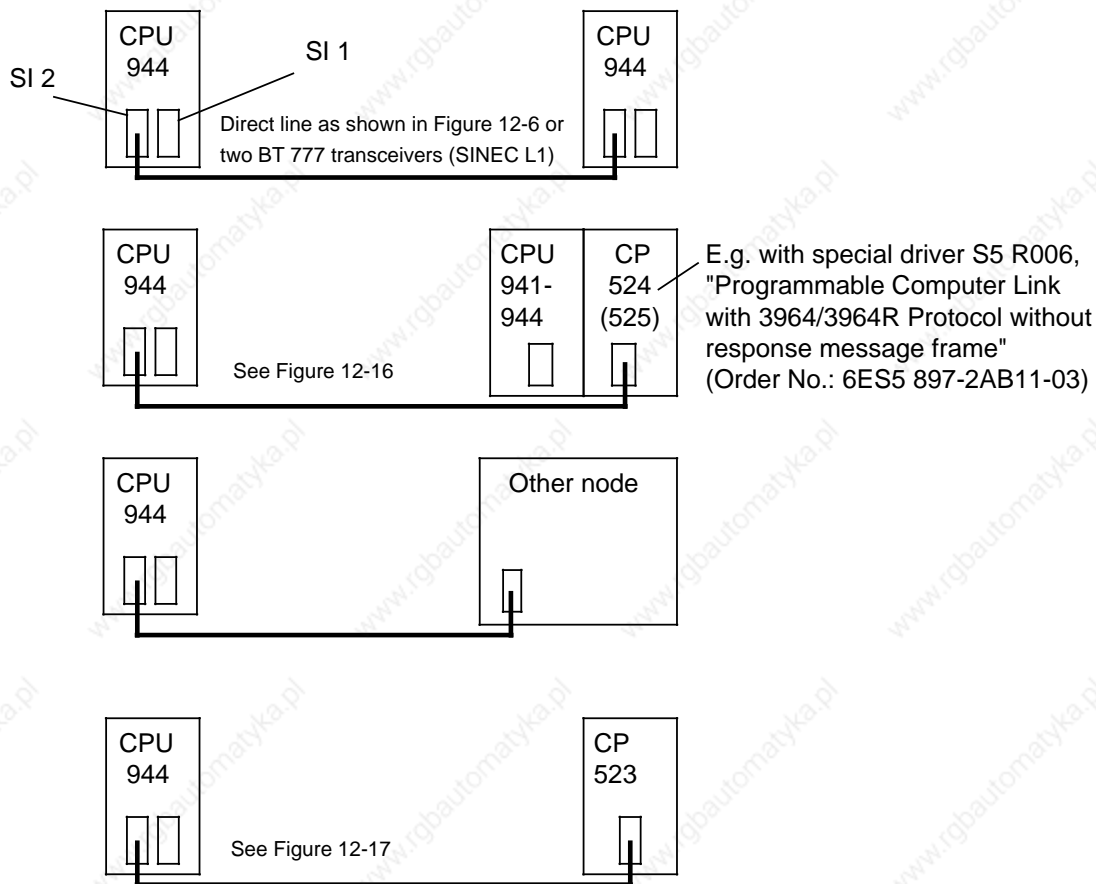 CPU
944
SI 1
SI 2
CPU
944
Direct line as shown in Figure 12-6 or
two BT 777 transceivers (SINEC L1)
CPU
944
CPU
941-
944
CP
524
(525)
E.g. with special driver S5 R006,
"Programmable Computer Link
with 3964/3964R Protocol without
response message frame"
(Order No.: 6ES5 897-2AB11-03)
See Figure 12-16
CPU
944
Other node
CPU
944
CP
523
See Figure 12-17
www.rgbautomatyka.pl